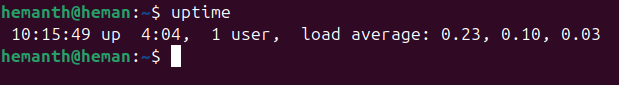 hemanth@heman:~$ uptime
 10:15:49 up  4:04,  1 user,  load average: 0.23, 0.10, 0.03
hemanth@heman:~$